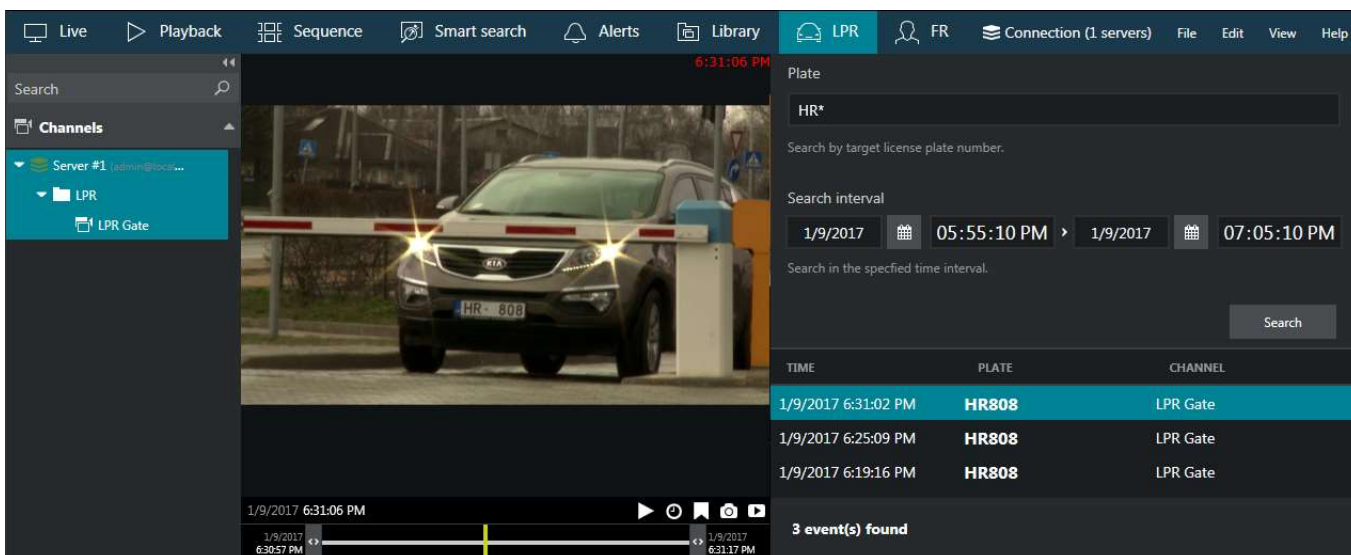 Live Playback Sequence Smart search Alerts Library LPR FR Connection (1 servers) File Edit View Help
Search
Channels
Server #1 (admin@local...
LPR
LPR Gate
6:31:06 PM
KIA
HR- 808
1/9/2017 6:31:06 PM
1/9/2017 1/9/2017
6:30:57 PM 6:31:17 PM
Plate
HR*
Search by target license plate number.
Search interval
1/9/2017 05:55:10 PM › 1/9/2017 07:05:10 PM
Search in the specfied time interval.
Search
TIME PLATE CHANNEL
1/9/2017 6:31:02 PM HR808 LPR Gate
1/9/2017 6:25:09 PM HR808 LPR Gate
1/9/2017 6:19:16 PM HR808 LPR Gate
3 event(s) found